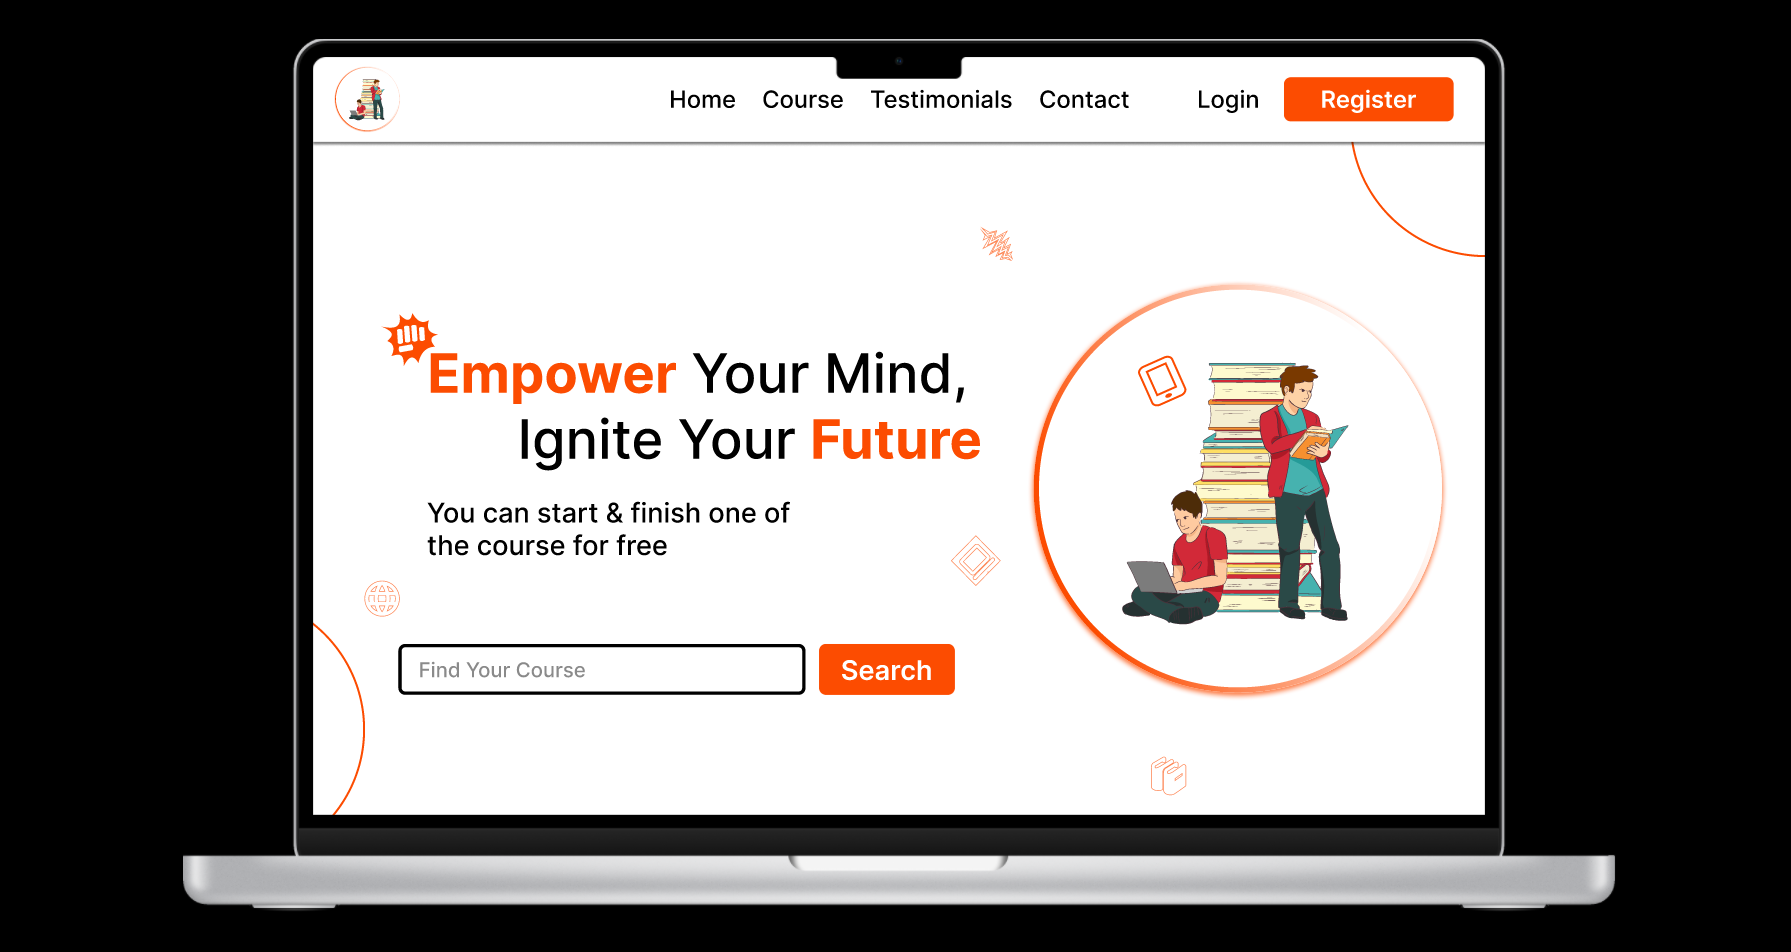 Home Course Testimonials Contact Login Register
Empower Your Mind,
Ignite Your Future
You can start & finish one of
the course for free
Find Your Course Search